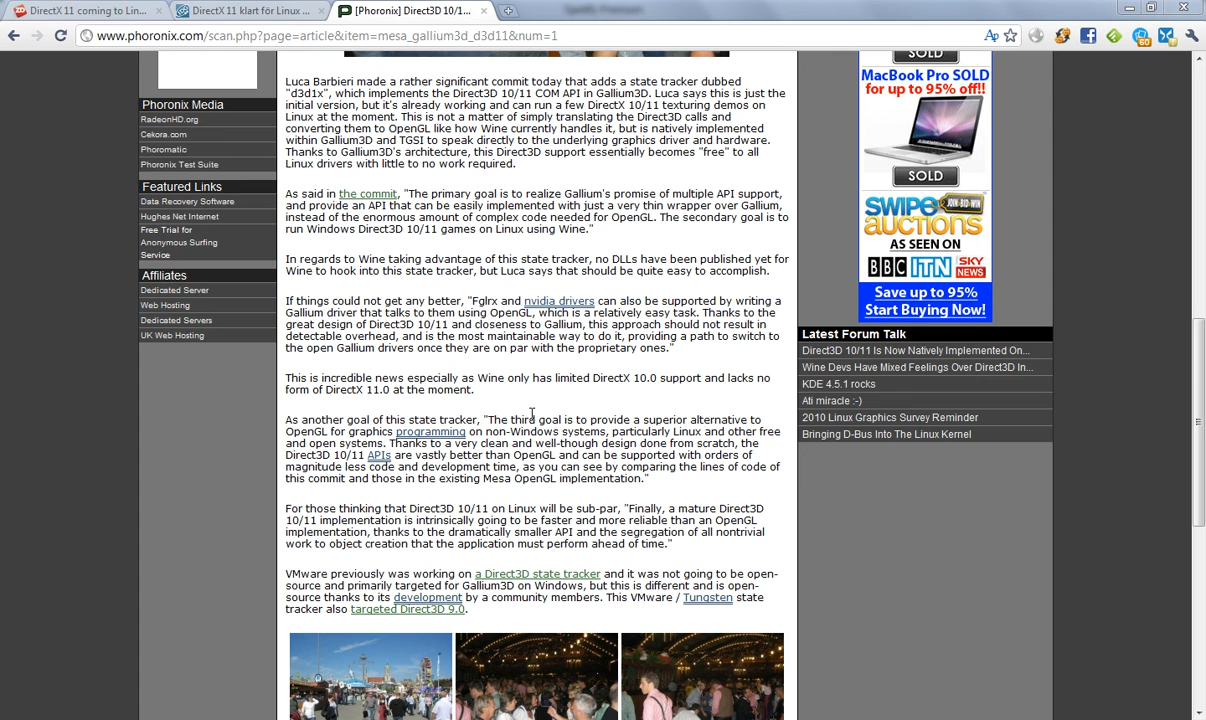 DirectX 11 coming to Lin...
DirectX 11 klart för Linux ...
[Phoronix] Direct3D 10/1...
www.phoronix.com/scan.php?page=article&item=mesa_gallium3d_d3d11&num=1
60
Phoronix Media
RadeonHD.org
Cekora.com
Phoromatic
Phoronix Test Suite
Featured Links
Data Recovery Software
Hughes Net Internet
Free Trial for
Anonymous Surfing
Service
Affiliates
Dedicated Server
Web Hosting
Dedicated Servers
UK Web Hosting
Luca Barbieri made a rather significant commit today that adds a state tracker dubbed
"d3d1x", which implements the Direct3D 10/11 COM API in Gallium3D. Luca says this is just the
initial version, but it's already working and can run a few DirectX 10/11 texturing demos on
Linux at the moment. This is not a matter of simply translating the Direct3D calls and
converting them to OpenGL like how Wine currently handles it, but is natively implemented
within Gallium3D and TGSI to speak directly to the underlying graphics driver and hardware.
Thanks to Gallium3D's architecture, this Direct3D support essentially becomes "free" to all
Linux drivers with little to no work required.
As said in the commit, "The primary goal is to realize Gallium's promise of multiple API support,
and provide an API that can be easily implemented with just a very thin wrapper over Gallium,
instead of the enormous amount of complex code needed for OpenGL. The secondary goal is to
run Windows Direct3D 10/11 games on Linux using Wine."
In regards to Wine taking advantage of this state tracker, no DLLs have been published yet for
Wine to hook into this state tracker, but Luca says that should be quite easy to accomplish.
If things could not get any better, "Fglrx and nvidia drivers can also be supported by writing a
Gallium driver that talks to them using OpenGL, which is a relatively easy task. Thanks to the
great design of Direct3D 10/11 and closeness to Gallium, this approach should not result in
detectable overhead, and is the most maintainable way to do it, providing a path to switch to
the open Gallium drivers once they are on par with the proprietary ones."
This is incredible news especially as Wine only has limited DirectX 10.0 support and lacks no
form of DirectX 11.0 at the moment.
As another goal of this state tracker, "The third goal is to provide a superior alternative to
OpenGL for graphics programming on non-Windows systems, particularly Linux and other free
and open systems. Thanks to a very clean and well-though design done from scratch, the
Direct3D 10/11 APIs are vastly better than OpenGL and can be supported with orders of
magnitude less code and development time, as you can see by comparing the lines of code of
this commit and those in the existing Mesa OpenGL implementation."
For those thinking that Direct3D 10/11 on Linux will be sub-par, "Finally, a mature Direct3D
10/11 implementation is intrinsically going to be faster and more reliable than an OpenGL
implementation, thanks to the dramatically smaller API and the segregation of all nontrivial
work to object creation that the application must perform ahead of time."
VMware previously was working on a Direct3D state tracker and it was not going to be open-
source and primarily targeted for Gallium3D on Windows, but this is different and is open-
source thanks to its development by a community members. This VMware / Tungsten state
tracker also targeted Direct3D 9.0.
SOLD
MacBook Pro SOLD
for up to 95% off!!
SOLD
SWIPE
JOIN-BID-WIN
auctions
AS SEEN ON
BBC ITN SKY NEWS
Save up to 95%
Start Buying Now!
Latest Forum Talk
Direct3D 10/11 Is Now Natively Implemented On...
Wine Devs Have Mixed Feelings Over Direct3D In...
KDE 4.5.1 rocks
Ati miracle :-)
2010 Linux Graphics Survey Reminder
Bringing D-Bus Into The Linux Kernel